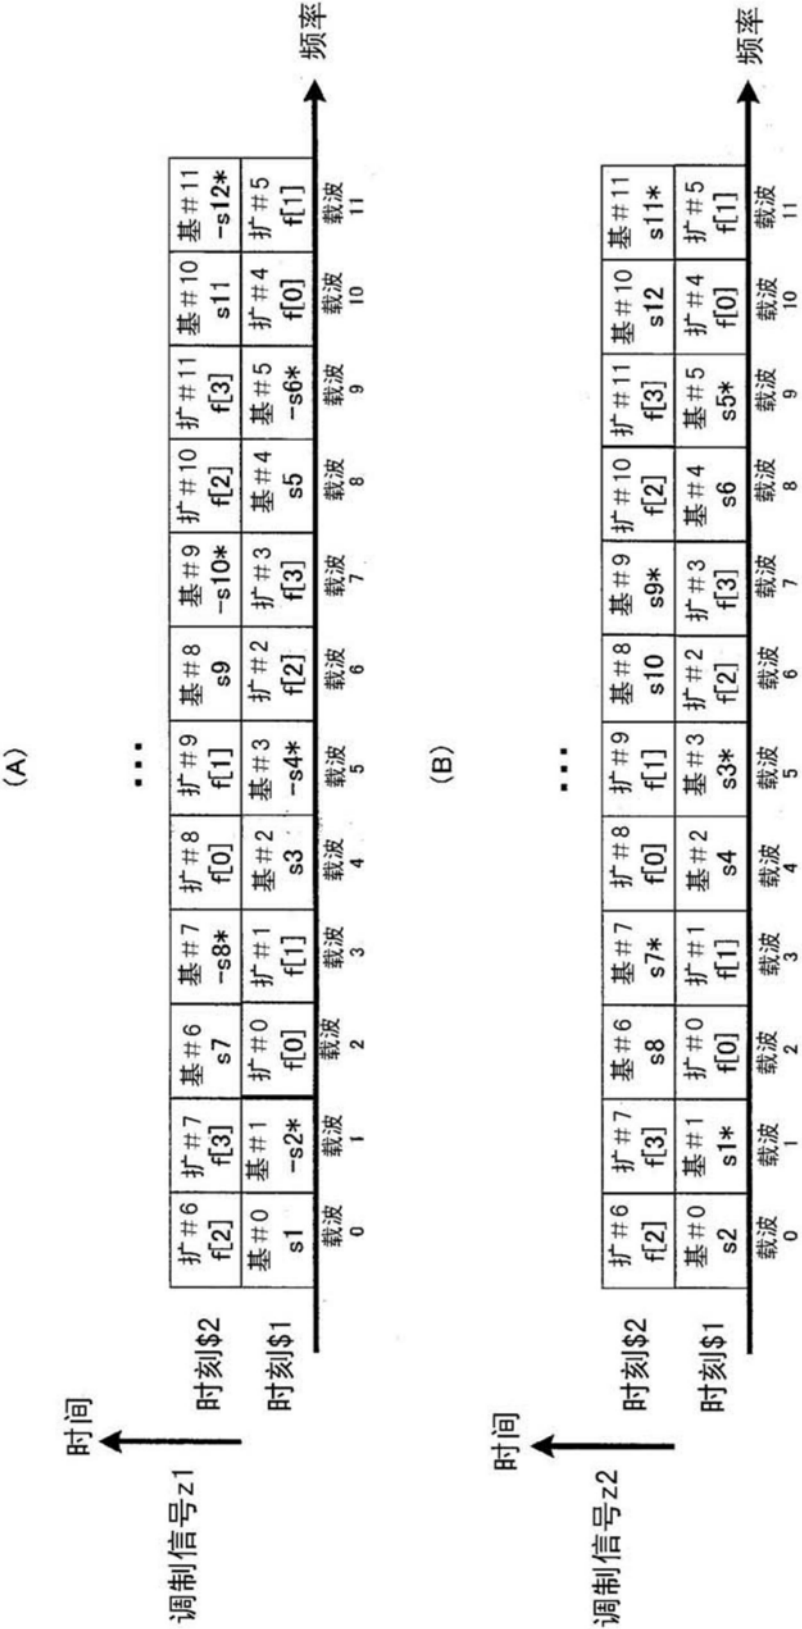 (A)
时间
调制信号z1
时刻$2
扩#6 扩#7 基#6 基#7 扩#8 扩#9 基#8 基#9 扩#10 扩#11 基#10 基#11
f[2] f[3] s7 -s8* f[0] f[1] s9 -s10* f[2] f[3] s11 -s12*
时刻$1
基#0 基#1 扩#0 扩#1 基#2 基#3 扩#2 扩#3 基#4 基#5 扩#4 扩#5
s1 -s2* f[0] f[1] s3 -s4* f[2] f[3] s5 -s6* f[0] f[1]
频率
载波 载波 载波 载波 载波 载波 载波 载波 载波 载波 载波 载波
0 1 2 3 4 5 6 7 8 9 10 11
(B)
时间
调制信号z2
时刻$2
扩#6 扩#7 基#6 基#7 扩#8 扩#9 基#8 基#9 扩#10 扩#11 基#10 基#11
f[2] f[3] s8 s7* f[0] f[1] s10 s9* f[2] f[3] s12 s11*
时刻$1
基#0 基#1 扩#0 扩#1 基#2 基#3 扩#2 扩#3 基#4 基#5 扩#4 扩#5
s2 s1* f[0] f[1] s4 s3* f[2] f[3] s6 s5* f[0] f[1]
频率
载波 载波 载波 载波 载波 载波 载波 载波 载波 载波 载波 载波
0 1 2 3 4 5 6 7 8 9 10 11